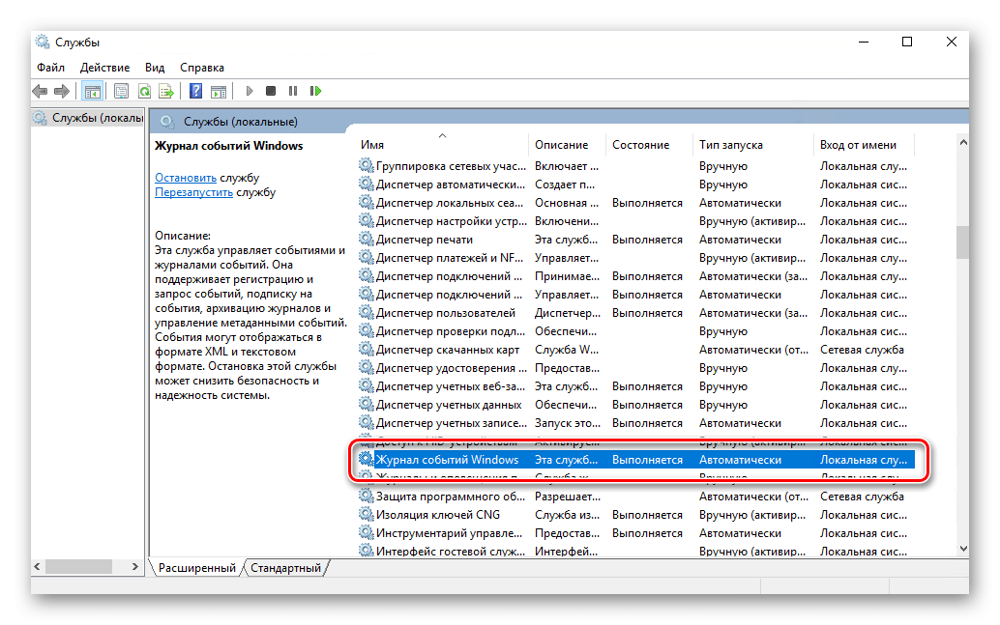 Службы
Файл Действие Вид Справка
Службы (локаль
Службы (локальные)
Журнал событий Windows
Остановить службу
Перезапустить службу
Описание:
Эта служба управляет событиями и
журналами событий. Она
поддерживает регистрацию и
запрос событий, подписку на
события, архивацию журналов и
управление метаданными событий.
События могут отображаться в
формате XML и текстовом
формате. Остановка этой службы
может снизить безопасность и
надежность системы.
Имя Описание Состояние Тип запуска Вход от имени
Группировка сетевых учас... Включает ... Вручную Локальная слу...
Диспетчер автоматически... Создает п... Вручную Локальная сис...
Диспетчер локальных сеа... Основная ... Выполняется Автоматически Локальная сис...
Диспетчер настройки устр... Включени... Вручную (активир... Локальная сис...
Диспетчер печати Эта служб... Выполняется Автоматически Локальная сис...
Диспетчер платежей и NF... Управляет... Вручную (активир... Локальная слу...
Диспетчер подключений ... Принимае... Выполняется Автоматически (за... Локальная слу...
Диспетчер подключений ... Управляет... Выполняется Автоматически Локальная сис...
Диспетчер пользователей Диспетчер... Выполняется Автоматически (за... Локальная сис...
Диспетчер проверки подл... Обеспечи... Вручную Локальная сис...
Диспетчер скачанных карт Служба W... Автоматически (от... Сетевая служба
Диспетчер удостоверения ... Предостав... Вручную Локальная слу...
Диспетчер учетных веб-за... Эта служб... Выполняется Вручную Локальная сис...
Диспетчер учетных данных Обеспечи... Выполняется Вручную Локальная сис...
Диспетчер учетных записе... Запуск это... Выполняется Автоматически Локальная сис...
Доступ к HID-устройствам Активируе... Вручную (активир... Локальная сис...
Журнал событий Windows Эта служб... Выполняется Автоматически Локальная слу...
Журналы и оповещения п... Служба ж... Вручную Локальная слу...
Защита программного об... Разрешает... Автоматически (от... Сетевая служба
Изоляция ключей CNG Служба из... Выполняется Вручную (активир... Локальная сис...
Инструментарий управле... Предостав... Выполняется Автоматически Локальная сис...
Интерфейс гостевой служ... Интерфей... Вручную (активир... Локальная сис...
Расширенный Стандартный